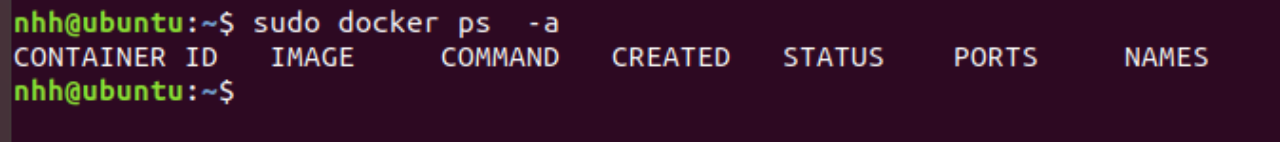 nhh@ubuntu:~$ sudo docker ps  -a
CONTAINER ID   IMAGE     COMMAND   CREATED   STATUS    PORTS     NAMES
nhh@ubuntu:~$